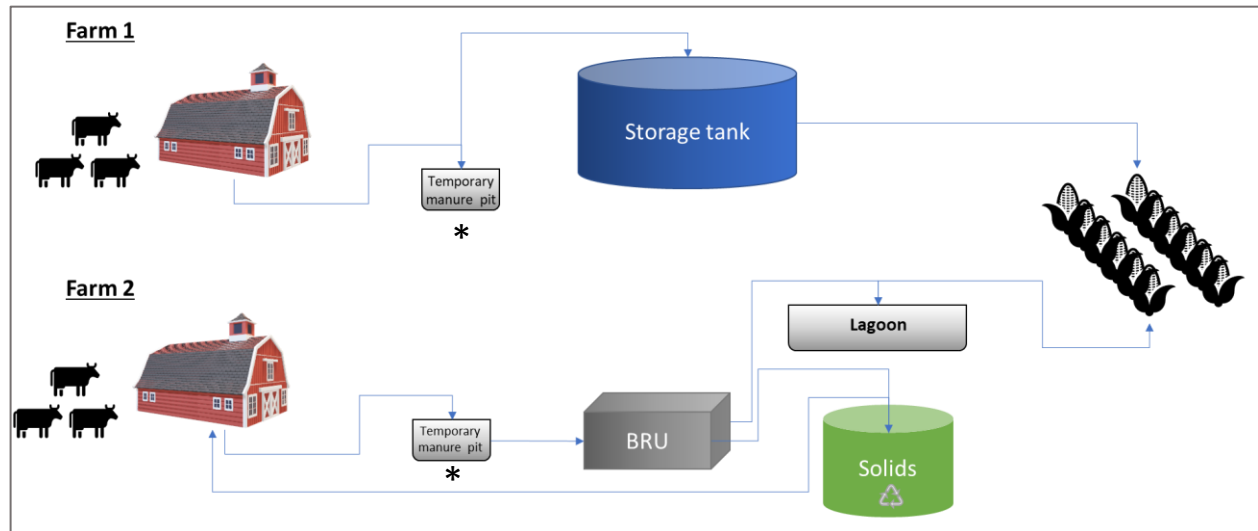 Farm 1
Storage tank
Temporary
manure pit
*
Farm 2
Lagoon
Temporary
manure pit
*
BRU
Solids